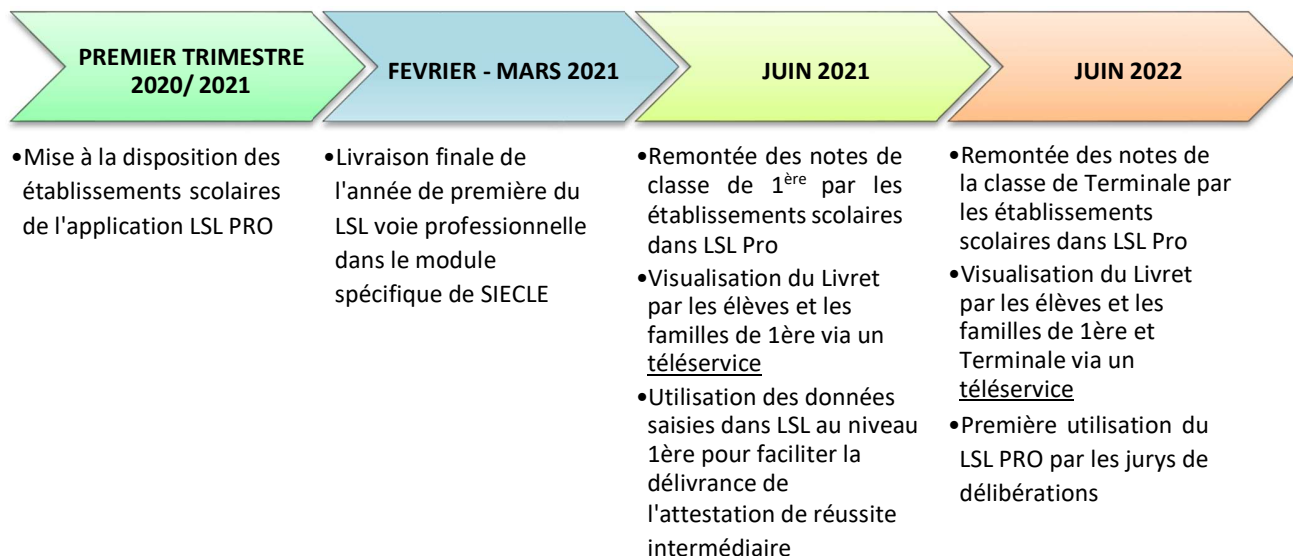 PREMIER TRIMESTRE
2020/ 2021
FEVRIER - MARS 2021
JUIN 2021
JUIN 2022
•Mise à la disposition des
établissements scolaires
de l'application LSL PRO
•Livraison finale de
l'année de première du
LSL voie professionnelle
dans le module
spécifique de SIECLE
•Remontée des notes de
classe de 1ère par les
établissements scolaires
dans LSL Pro
•Visualisation du Livret
par les élèves et les
familles de 1ère via un
téléservice
•Utilisation des données
saisies dans LSL au niveau
1ère pour faciliter la
délivrance de
l'attestation de réussite
intermédiaire
•Remontée des notes de
la classe de Terminale par
les établissements
scolaires dans LSL Pro
•Visualisation du Livret
par les élèves et les
familles de 1ère et
Terminale via un
téléservice
•Première utilisation du
LSL PRO par les jurys de
délibérations